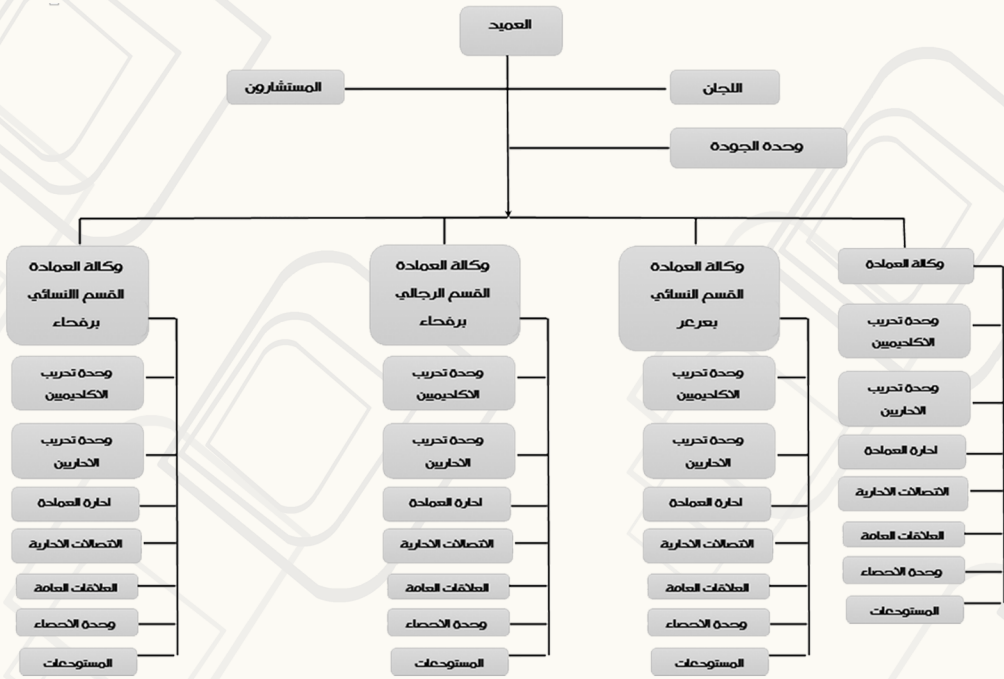 العميد
اللجان
المستشارون
وحدة الجودة
وكالة العمادة
وحدة تدريب
الاكاديميين
وحدة تدريب
الاداريين
ادارة العمادة
الاتصالات الادارية
العلاقات العامة
وحدة الاحصاء
المستودعات
وكالة العمادة
القسم النسائي
بعرعر
وحدة تدريب
الاكاديميين
وحدة تدريب
الاداريين
ادارة العمادة
الاتصالات الادارية
العلاقات العامة
وحدة الاحصاء
المستودعات
وكالة العمادة
القسم الرجالي
برفحاء
وحدة تدريب
الاكاديميين
وحدة تدريب
الاداريين
ادارة العمادة
الاتصالات الادارية
العلاقات العامة
وحدة الاحصاء
المستودعات
وكالة العمادة
القسم االنسائي
برفحاء
وحدة تدريب
الاكاديميين
وحدة تدريب
الاداريين
ادارة العمادة
الاتصالات الادارية
العلاقات العامة
وحدة الاحصاء
المستودعات